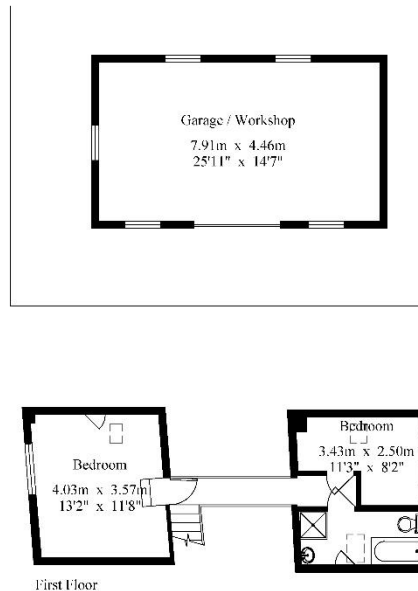 Garage / Workshop
7.91m x 4.46m
25'11" x 14'7"
Bedroom
4.03m x 3.57m
13'2" x 11'8"
Bedroom
3.43m x 2.50m
11'3" x 8'2"
First Floor